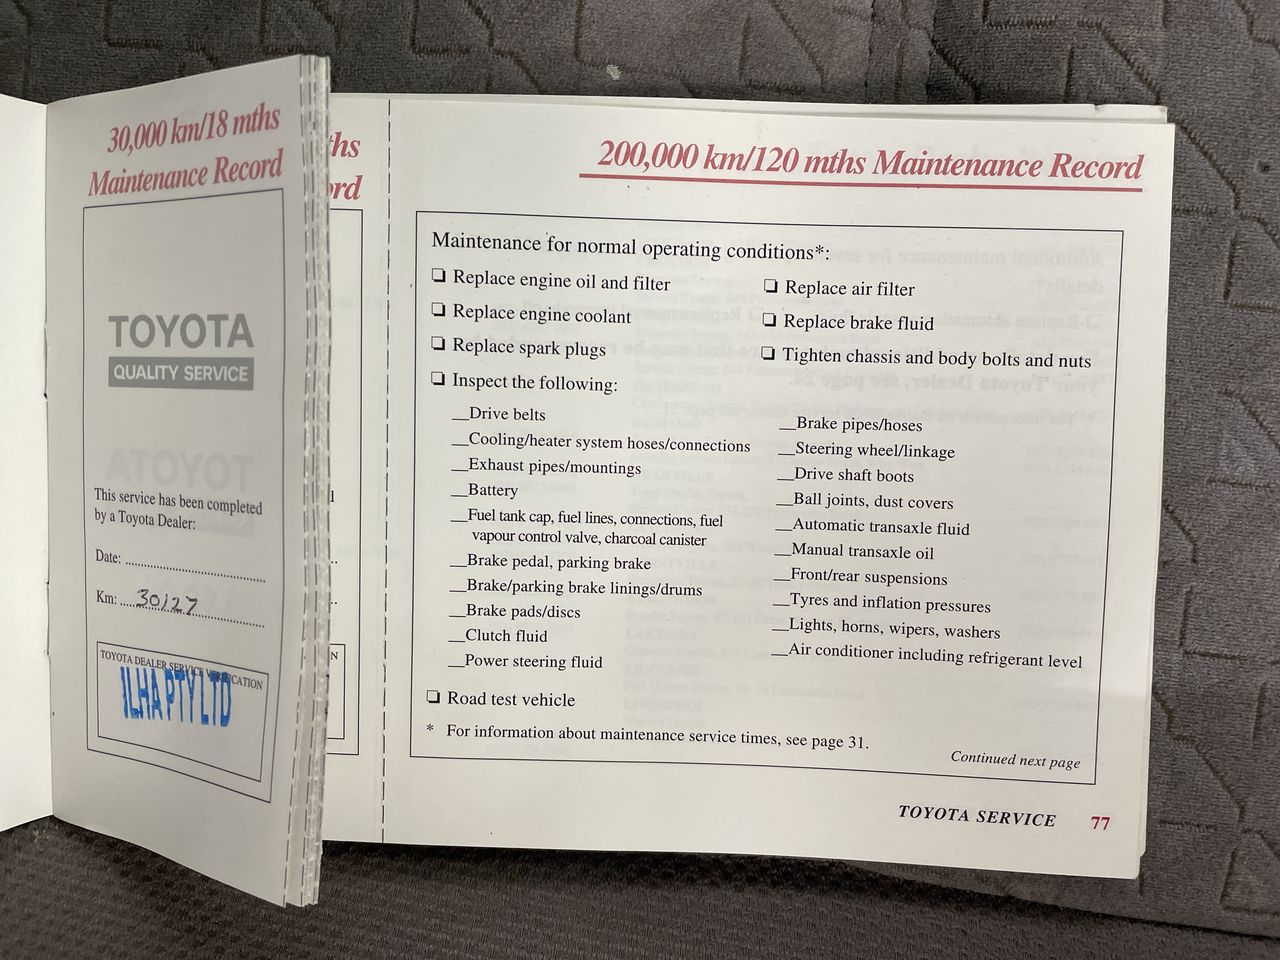 30,000 km/18 mths
Maintenance Record
TOYOTA
QUALITY SERVICE
This service has been completed
by a Toyota Dealer:
Date:
Km: 30127
TOYOTA DEALER SERVICE VERIFICATION
ILHA PTY LTD
ths
ord
200,000 km/120 mths Maintenance Record
Maintenance for normal operating conditions*:
❏ Replace engine oil and filter
❏ Replace engine coolant
❏ Replace spark plugs
❏ Replace air filter
❏ Replace brake fluid
❏ Tighten chassis and body bolts and nuts
❏ Inspect the following:
__Drive belts
__Cooling/heater system hoses/connections
__Exhaust pipes/mountings
__Battery
__Fuel tank cap, fuel lines, connections, fuel
vapour control valve, charcoal canister
__Brake pedal, parking brake
__Brake/parking brake linings/drums
__Brake pads/discs
__Clutch fluid
__Power steering fluid
__Brake pipes/hoses
__Steering wheel/linkage
__Drive shaft boots
__Ball joints, dust covers
__Automatic transaxle fluid
__Manual transaxle oil
__Front/rear suspensions
__Tyres and inflation pressures
__Lights, horns, wipers, washers
__Air conditioner including refrigerant level
❏ Road test vehicle
* For information about maintenance service times, see page 31.
Continued next page
TOYOTA SERVICE 77